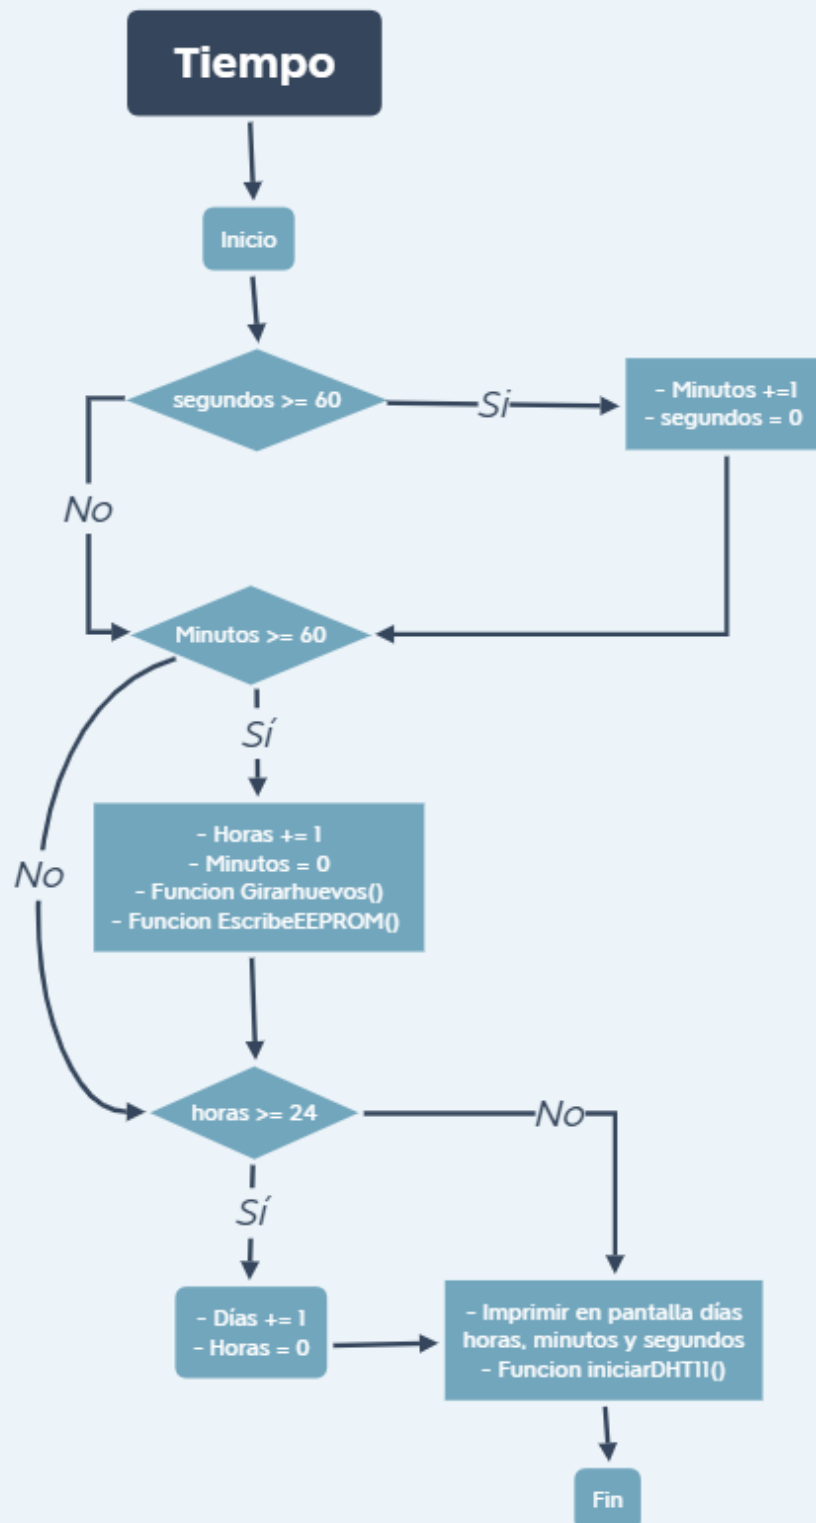 Tiempo
Inicio
segundos >= 60
Si
- Minutos +=1
- segundos = 0
No
Minutos >= 60
Sí
- Horas += 1
- Minutos = 0
- Funcion Girarhuevos()
- Funcion EscribeEEPROM()
No
horas >= 24
No
Sí
- Días += 1
- Horas = 0
- Imprimir en pantalla días
horas, minutos y segundos
- Funcion iniciarDHT11()
Fin